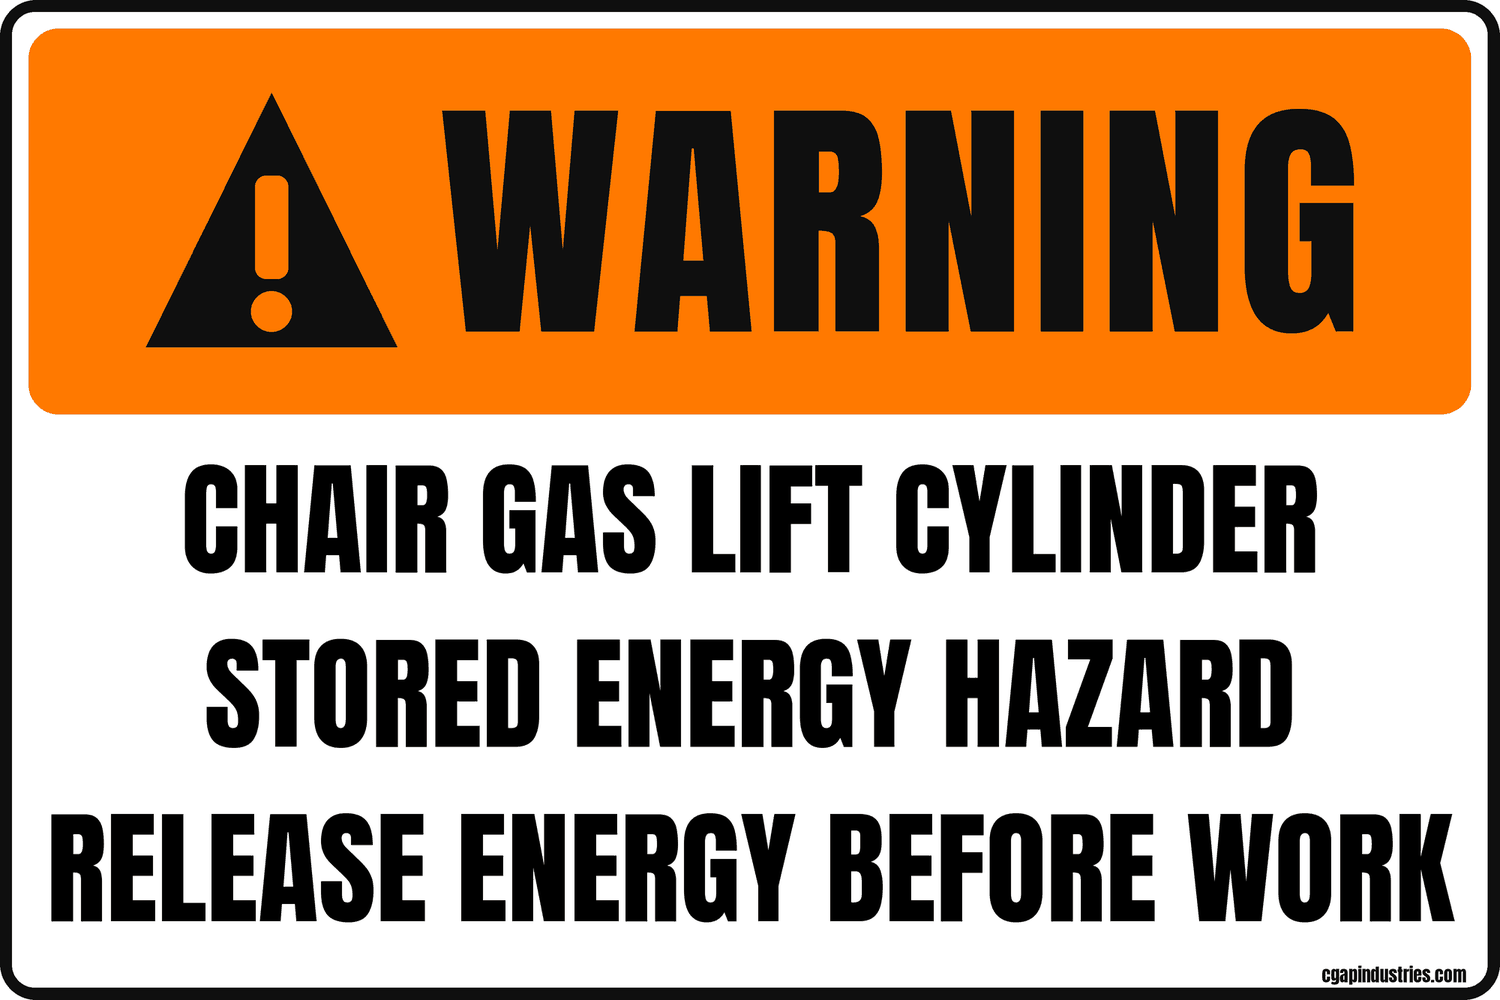 WARNING
CHAIR GAS LIFT CYLINDER
STORED ENERGY HAZARD
RELEASE ENERGY BEFORE WORK
cgapindustries.com